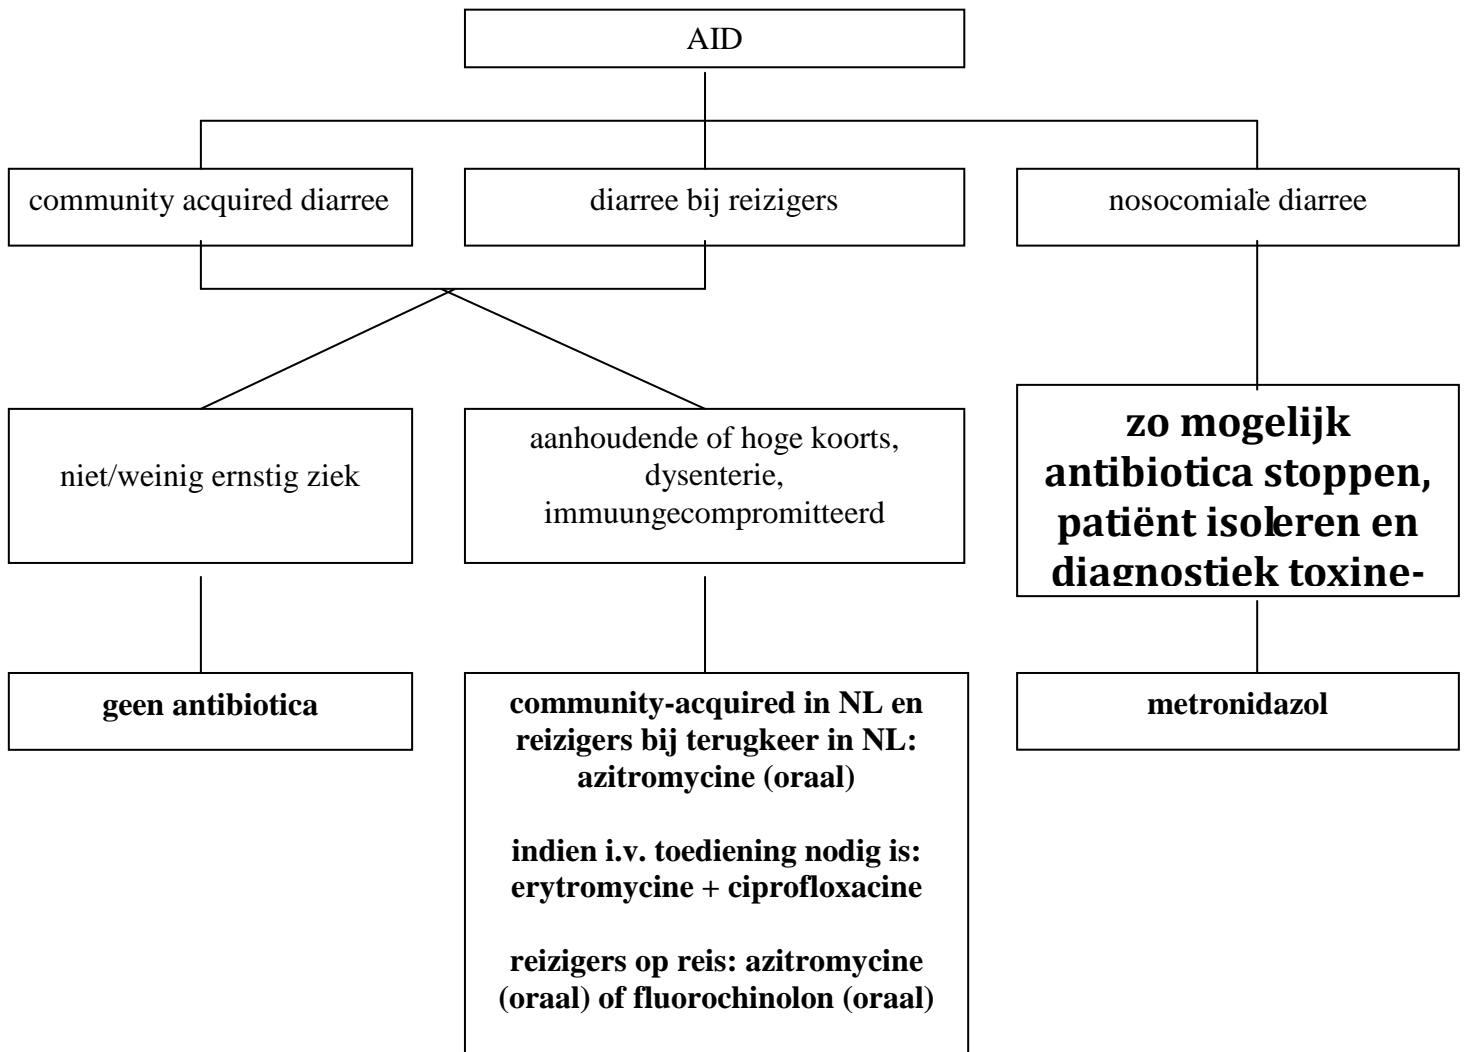 AID
community acquired diarree
diarree bij reizigers
nosocomiale diarree
niet/weinig ernstig ziek
aanhoudende of hoge koorts,
dysenterie,
immuungecompromitteerd
zo mogelijk
antibiotica stoppen,
patiënt isoleren en
diagnostiek toxine-
geen antibiotica
community-acquired in NL en
reizigers bij terugkeer in NL:
azitromycine (oraal)
indien i.v. toediening nodig is:
erytromycine + ciprofloxacine
reizigers op reis: azitromycine
(oraal) of fluorochinolon (oraal)
metronidazol